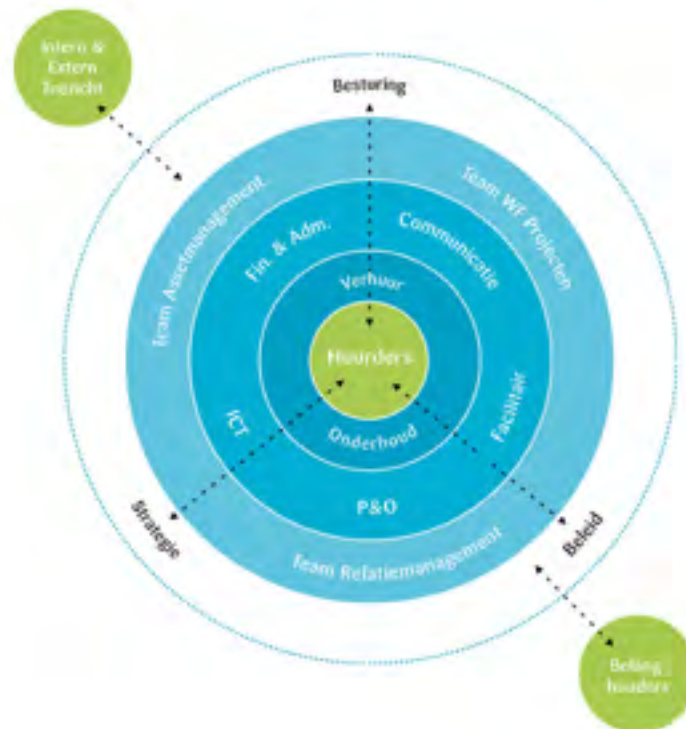 Intern &
Extern
Toezicht
Besturing
Team Assetmanagement
Team WF Projecten
Fin. & Adm.
Communicatie
Verhuur
Huurders
ICT
Onderhoud
Facilitair
P&O
Strategie
Team Relatiemanagement
Beleid
Belang
houders